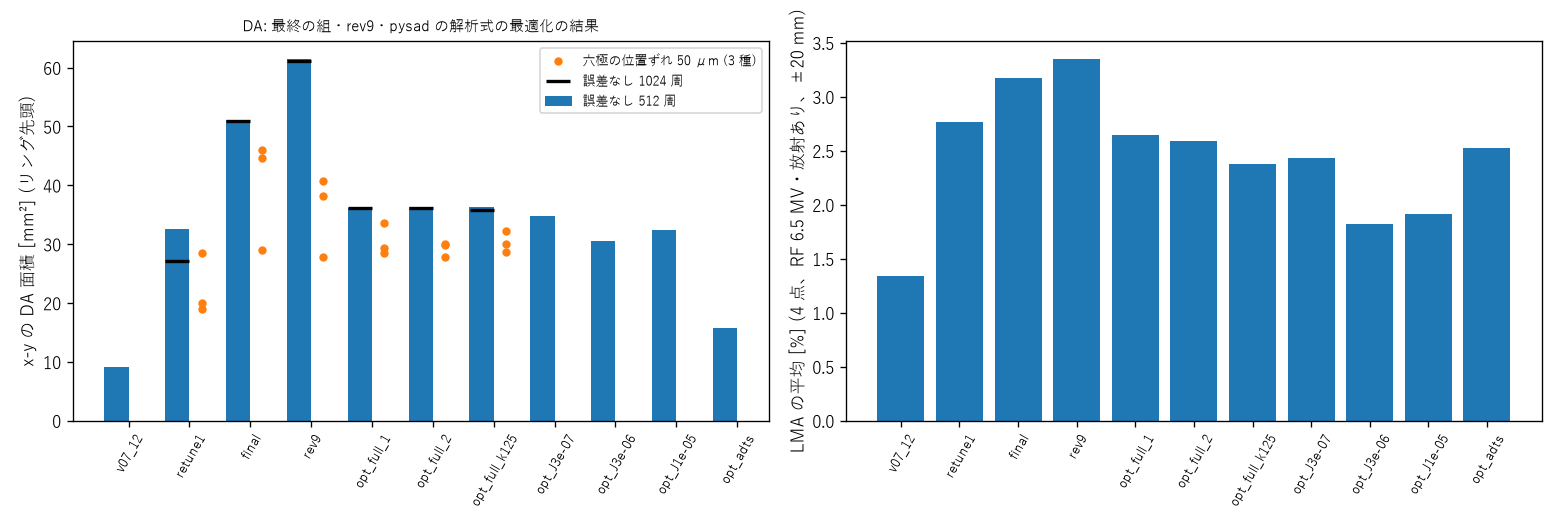 DA: 最終の組・rev9・pysad の解析式の最適化の結果
x-y の DA 面積 [mm²] (リング先頭)
60
50
40
30
20
10
0
六極の位置ずれ 50 μm (3 種)
誤差なし 1024 周
誤差なし 512 周
v07_12
retune1
final
rev9
opt_full_1
opt_full_2
opt_full_k125
opt_J3e-07
opt_J3e-06
opt_J1e-05
opt_adts
LMA の平均 [%] (4 点、RF 6.5 MV・放射あり、±20 mm)
3.5
3.0
2.5
2.0
1.5
1.0
0.5
0.0
v07_12
retune1
final
rev9
opt_full_1
opt_full_2
opt_full_k125
opt_J3e-07
opt_J3e-06
opt_J1e-05
opt_adts